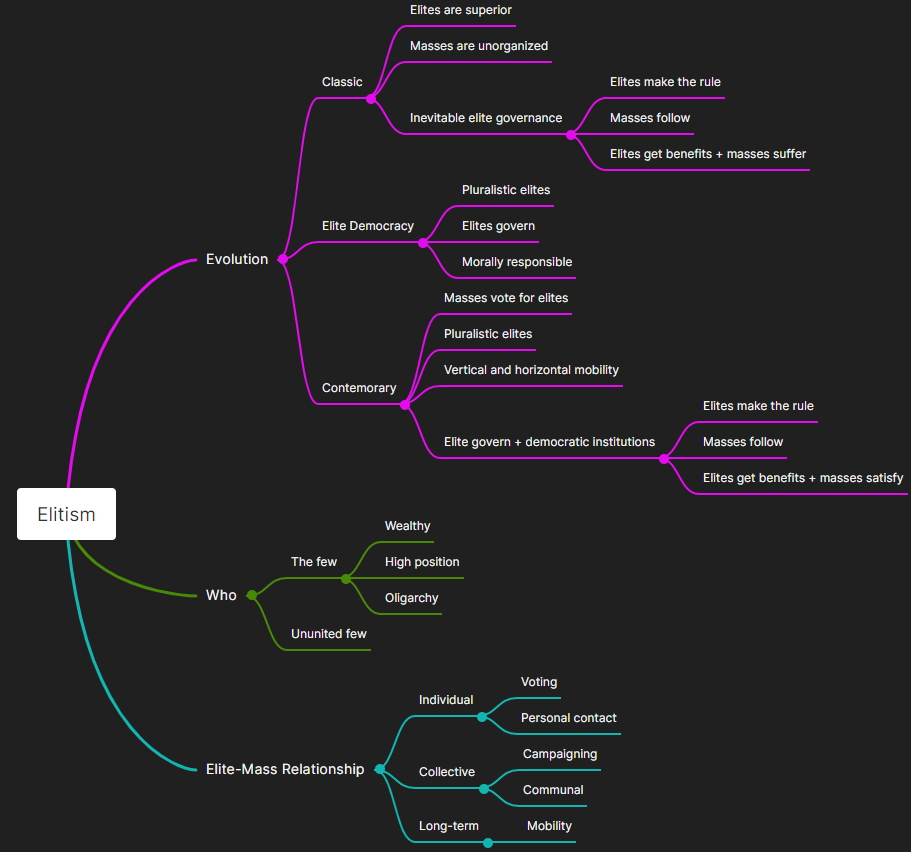 Elitism
Evolution
Classic
Elites are superior
Masses are unorganized
Inevitable elite governance
Elites make the rule
Masses follow
Elites get benefits + masses suffer
Elite Democracy
Pluralistic elites
Elites govern
Morally responsible
Contemorary
Masses vote for elites
Pluralistic elites
Vertical and horizontal mobility
Elite govern + democratic institutions
Elites make the rule
Masses follow
Elites get benefits + masses satisfy
Who
The few
Wealthy
High position
Oligarchy
Ununited few
Elite-Mass Relationship
Individual
Voting
Personal contact
Collective
Campaigning
Communal
Long-term
Mobility